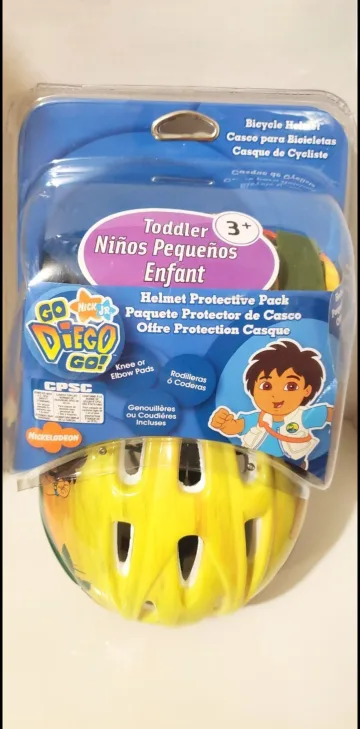 Bicycle Helmet
Casco para Bicicletas
Casque de Cycliste
Toddler 3+
Niños Pequeños
Enfant
Helmet Protective Pack
Paquete Protector de Casco
Offre Protection Casque
GO NICK JR
DIEGO
GO!
Knee or
Elbow Pads
Rodilleras
ó Coderas
Genouillères
ou Coudières
Incluses
CPSC
NICKELODEON